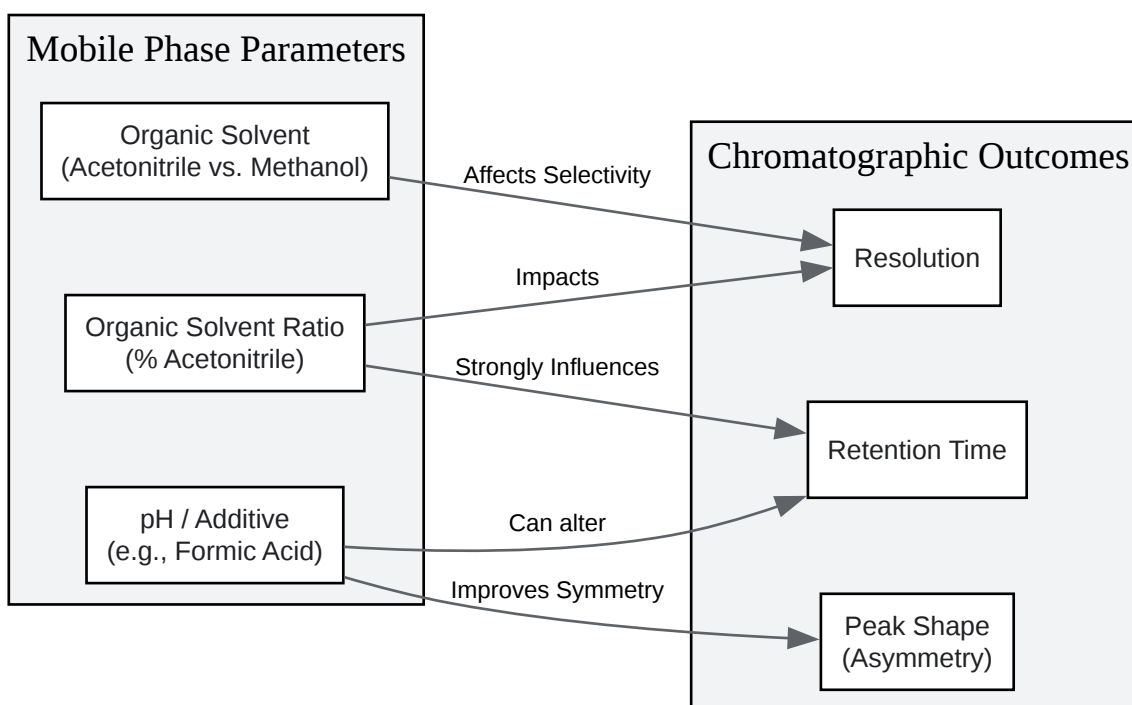 Mobile Phase Parameters
Organic Solvent
(Acetonitrile vs. Methanol)
Organic Solvent Ratio
(% Acetonitrile)
pH / Additive
(e.g., Formic Acid)
Affects Selectivity
Impacts
Strongly Influences
Can alter
Improves Symmetry
Chromatographic Outcomes
Resolution
Retention Time
Peak Shape
(Asymmetry)